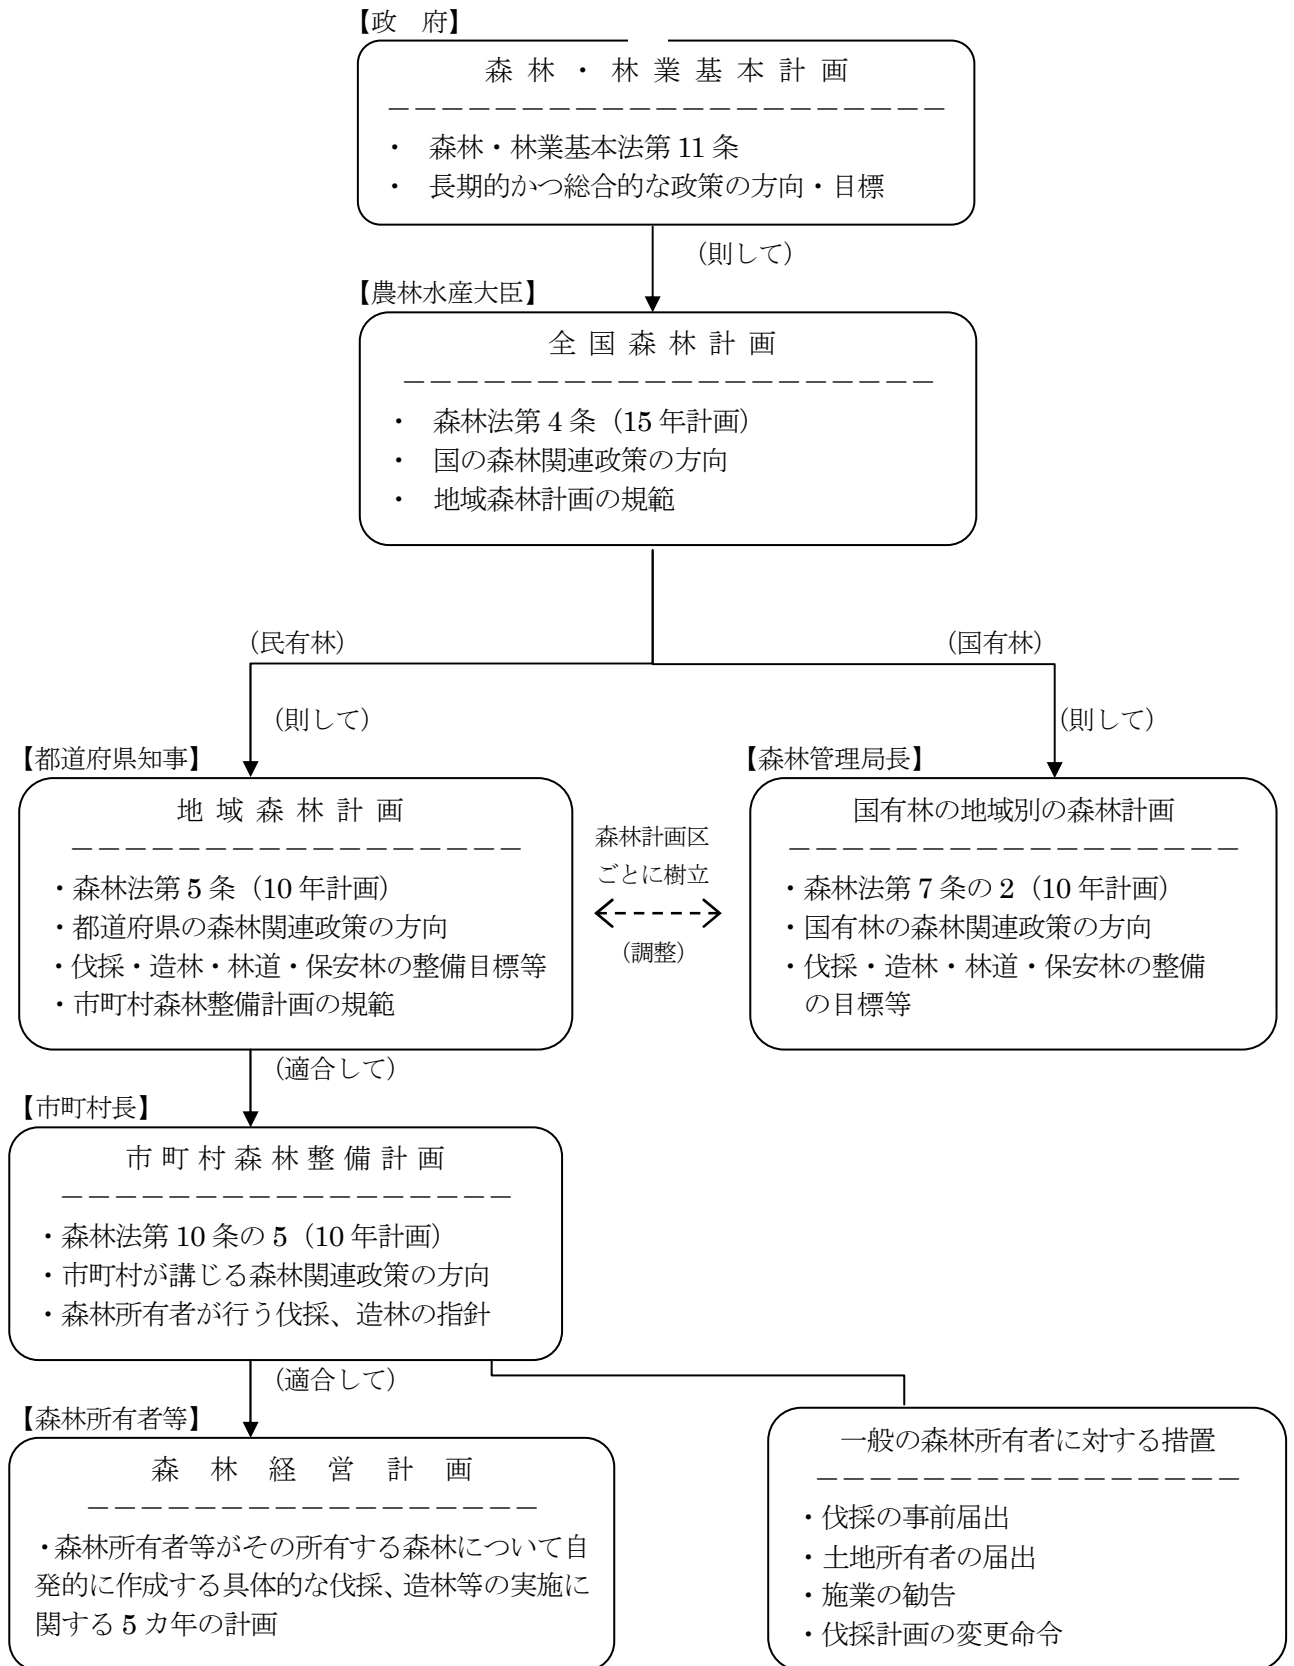 【政　府】
森林・林業基本計画
－－－－－－－－－－－－－－－－－－－－－
・　森林・林業基本法第 11 条
・　長期的かつ総合的な政策の方向・目標
（則して）
【農林水産大臣】
全国森林計画
－－－－－－－－－－－－－－－－－－－－
・　森林法第 4 条（15 年計画）
・　国の森林関連政策の方向
・　地域森林計画の規範
（民有林）
（国有林）
（則して）
（則して）
【都道府県知事】
地域森林計画
－－－－－－－－－－－－－－－－－
・森林法第 5 条（10 年計画）
・都道府県の森林関連政策の方向
・伐採・造林・林道・保安林の整備目標等
・市町村森林整備計画の規範
森林計画区
ごとに樹立
（調整）
【森林管理局長】
国有林の地域別の森林計画
－－－－－－－－－－－－－－－－－
・森林法第 7 条の 2（10 年計画）
・国有林の森林関連政策の方向
・伐採・造林・林道・保安林の整備
の目標等
（適合して）
【市町村長】
市町村森林整備計画
－－－－－－－－－－－－－－－－－
・森林法第 10 条の 5（10 年計画）
・市町村が講じる森林関連政策の方向
・森林所有者が行う伐採、造林の指針
（適合して）
【森林所有者等】
森　林　経　営　計　画
－－－－－－－－－－－－－－－－－
・森林所有者等がその所有する森林について自
発的に作成する具体的な伐採、造林等の実施に
関する 5 カ年の計画
一般の森林所有者に対する措置
－－－－－－－－－－－－－－－－
・伐採の事前届出
・土地所有者の届出
・施業の勧告
・伐採計画の変更命令